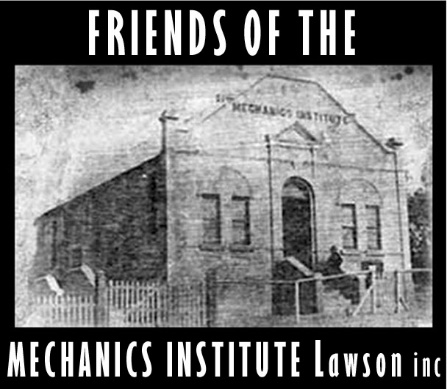 FRIENDS OF THE
MECHANICS INSTITUTE
MECHANICS INSTITUTE Lawson inc